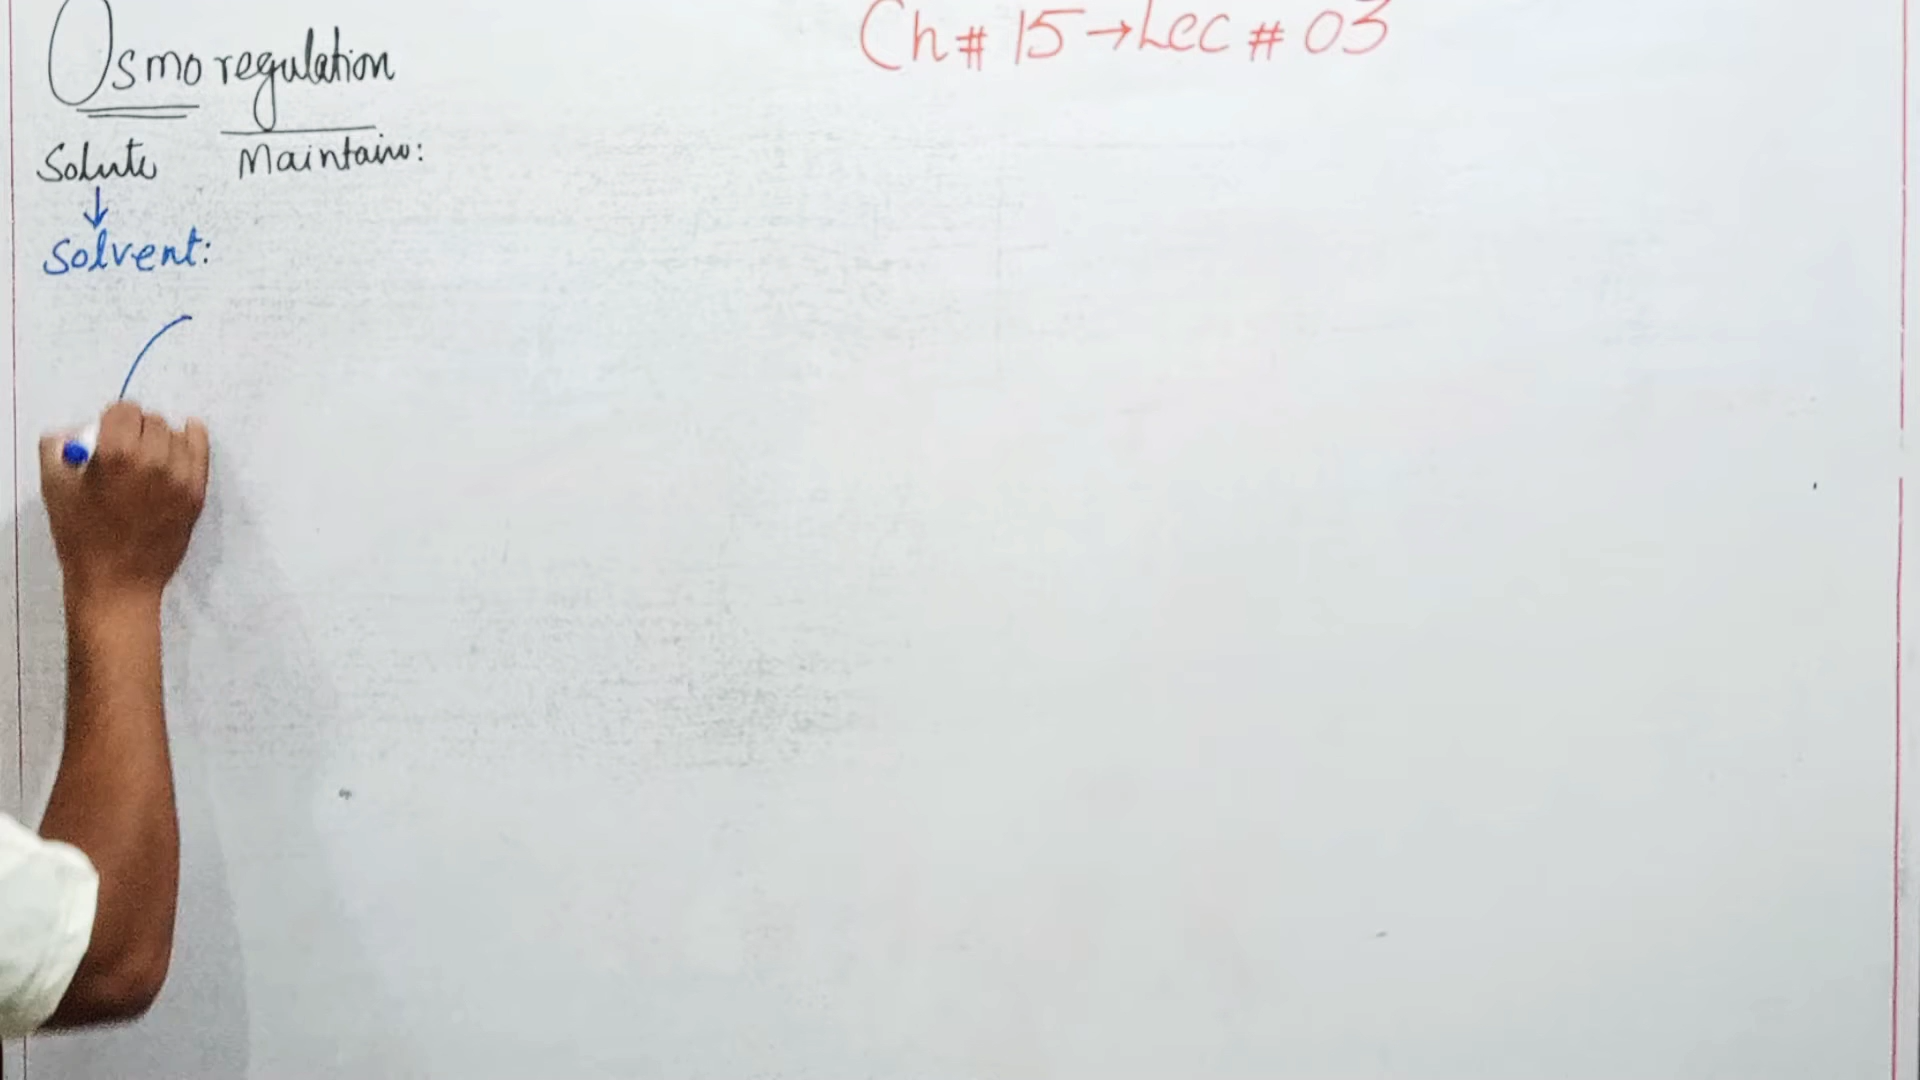 Ch # 15 → Lec # 03
Osmoregulation
Solute Maintain:
↓
Solvent: